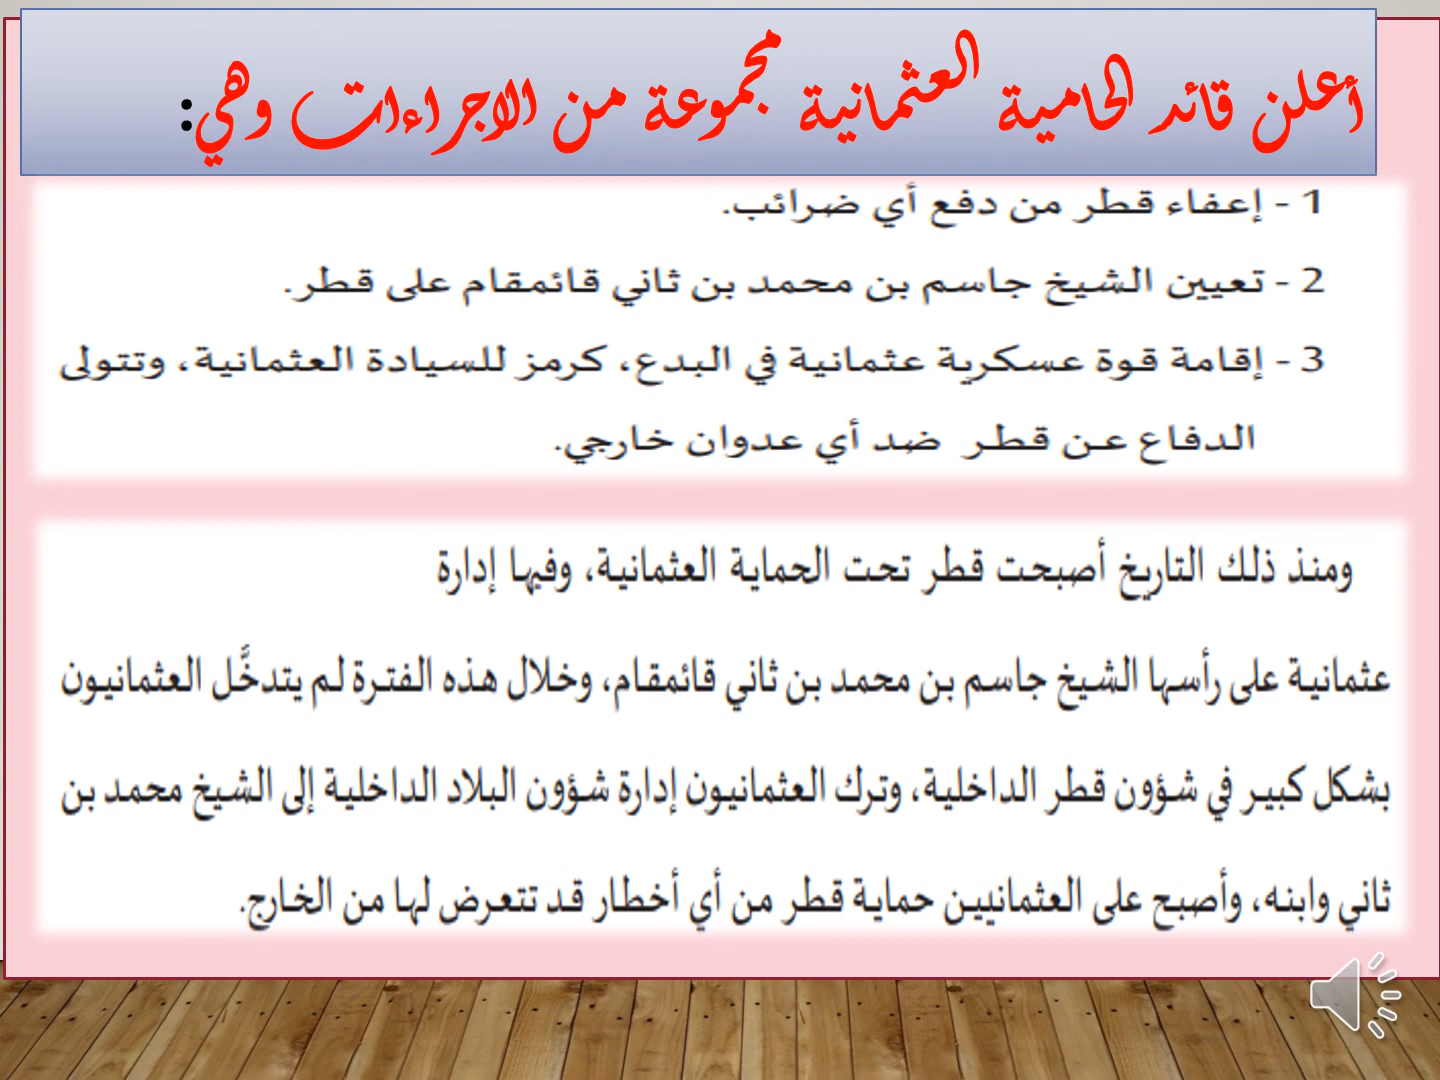 أعلن قائد الحامية العثمانية مجموعة من الاجراءات وهي:
1 - إعفاء قطر من دفع أي ضرائب.
2 - تعيين الشيخ جاسم بن محمد بن ثاني قائمقام على قطر.
3 - إقامة قوة عسكرية عثمانية في البدع، كرمز للسيادة العثمانية، وتتولى
الدفاع عن قطر ضد أي عدوان خارجي.
ومنذ ذلك التاريخ أصبحت قطر تحت الحماية العثمانية، وفيها إدارة
عثمانية على رأسها الشيخ جاسم بن محمد بن ثاني قائمقام، وخلال هذه الفترة لم يتدخَّل العثمانيون
بشكل كبير في شؤون قطر الداخلية، وترك العثمانيون إدارة شؤون البلاد الداخلية إلى الشيخ محمد بن
ثاني وابنه، وأصبح على العثمانيين حماية قطر من أي أخطار قد تتعرض لها من الخارج.